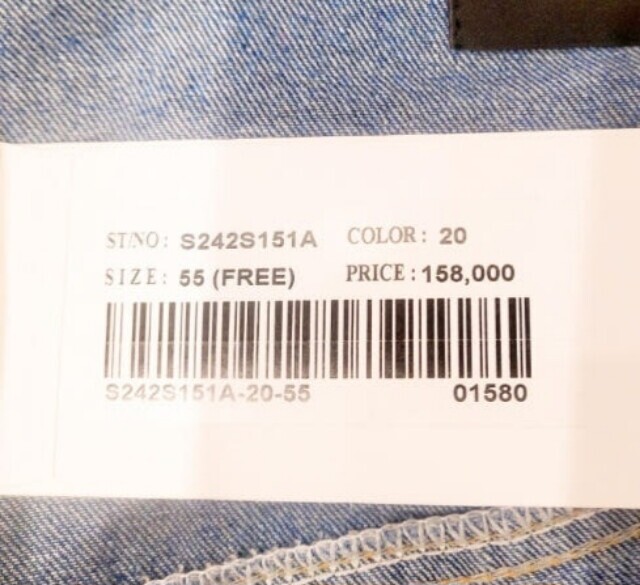 ST/NO: S242S151A COLOR: 20
SIZE: 55 (FREE) PRICE: 158,000
S242S151A-20-55 01580